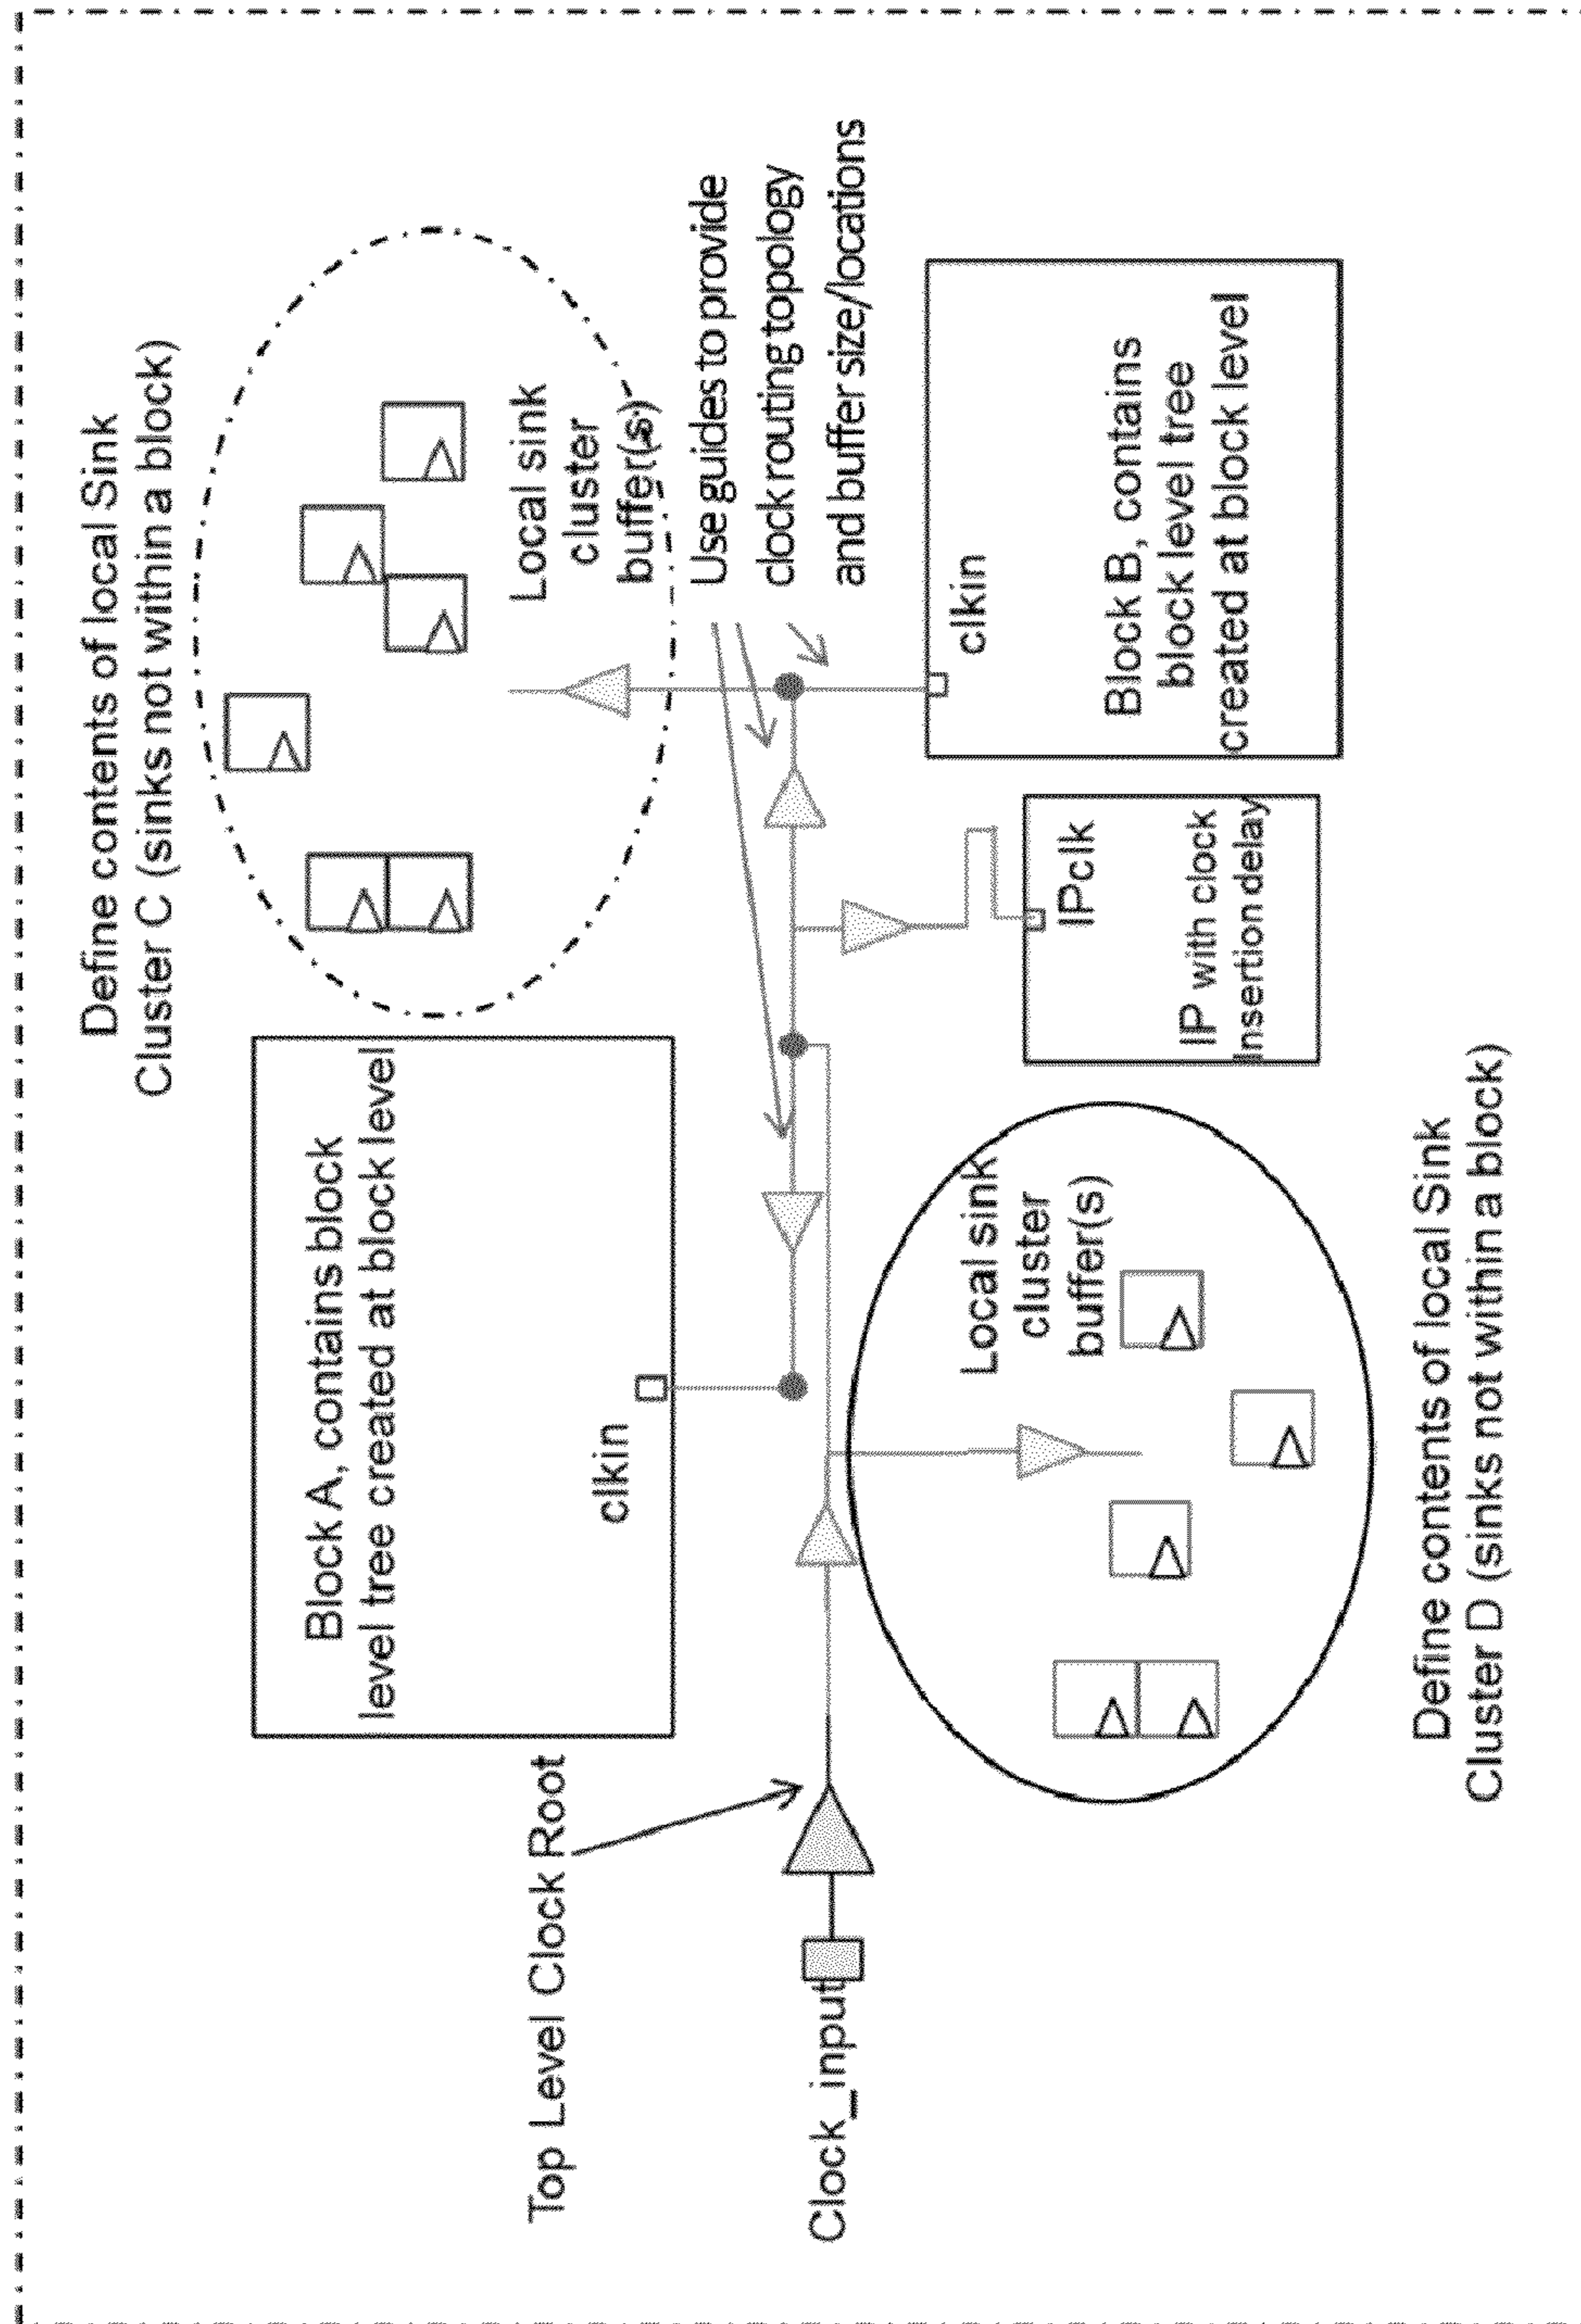 Define contents of local Sink
Cluster C (sinks not within a block)
Block A, contains block
level tree created at block level
clkin
Local sink
cluster
buffer(s)
Use guides to provide
clock routing topology
and buffer size/locations
Top Level Clock Root
Clock_input
clkin
Block B, contains
block level tree
created at block level
IPclk
IP with clock
Insertion delay
Local sink
cluster
buffer(s)
Define contents of local Sink
Cluster D (sinks not within a block)